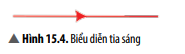 ▲ Hình 15.4. Biểu diễn tia sáng